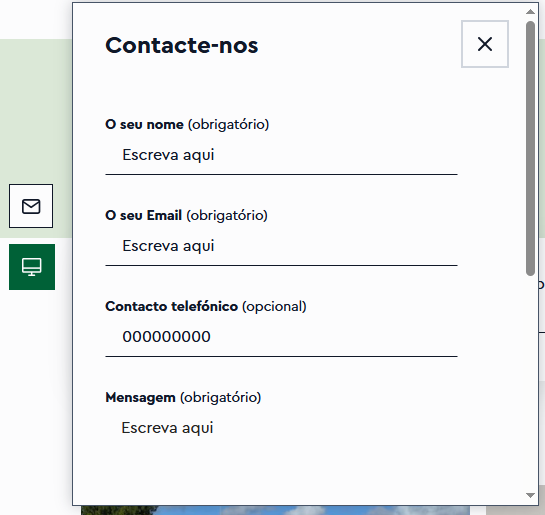 Contacte-nos
O seu nome (obrigatório)
Escreva aqui
O seu Email (obrigatório)
Escreva aqui
Contacto telefónico (opcional)
000000000
Mensagem (obrigatório)
Escreva aqui